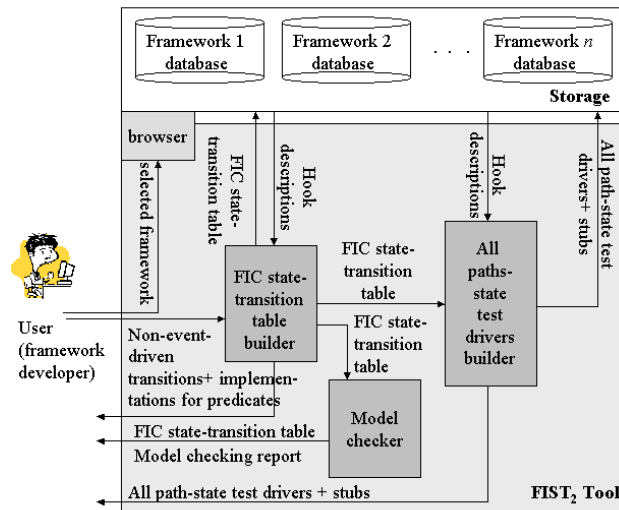 Framework 1
database
Framework 2
database
. . .
Framework n
database
Storage
browser
selected framework
FIC state-
transition table
Hook
descriptions
Hook
descriptions
All path-state test
drivers+ stubs
FIC state-
transition
table
builder
FIC state-
transition
table
All
paths-
state
test
drivers
builder
User
(framework
developer)
Non-event-
driven
transitions+ implemen-
tations for predicates
FIC state-
transition
table
Model
checker
FIC state-transition table
Model checking report
All path-state test drivers + stubs
FIST2 Tool